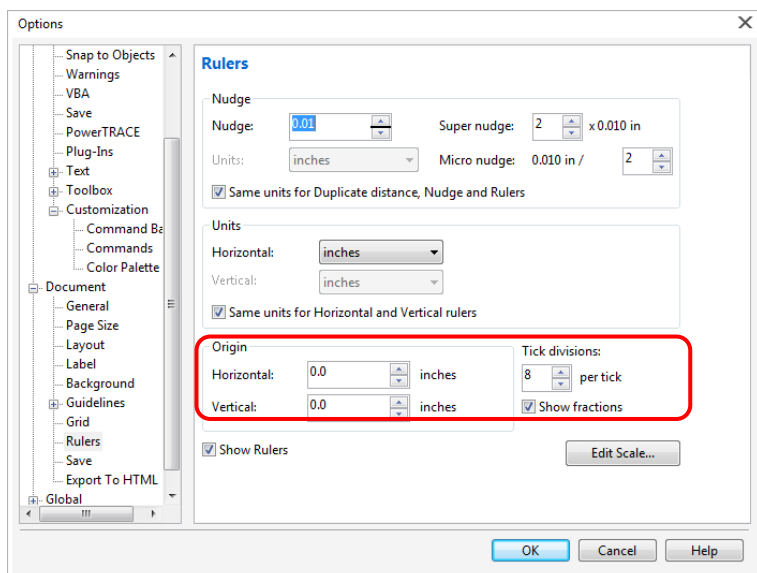 Options
Snap to Objects
Warnings
VBA
Save
PowerTRACE
Plug-Ins
Text
Toolbox
Customization
Command Ba
Commands
Color Palette
Document
General
Page Size
Layout
Label
Background
Guidelines
Grid
Rulers
Save
Export To HTML
Global
Rulers
Nudge
Nudge: 0.01 Super nudge: 2 x 0.010 in
Units: inches Micro nudge: 0.010 in / 2
Same units for Duplicate distance, Nudge and Rulers
Units
Horizontal: inches
Vertical: inches
Same units for Horizontal and Vertical rulers
Origin Tick divisions:
Horizontal: 0.0 inches 8 per tick
Vertical: 0.0 inches Show fractions
Show Rulers Edit Scale...
OK Cancel Help